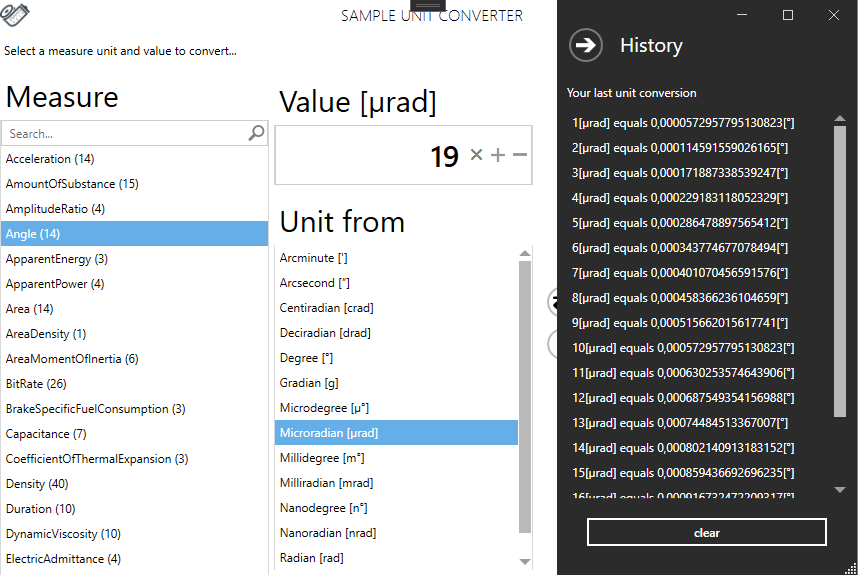 SAMPLE UNIT CONVERTER
Select a measure unit and value to convert...
Measure
Search...
Acceleration (14)
AmountOfSubstance (15)
AmplitudeRatio (4)
Angle (14)
ApparentEnergy (3)
ApparentPower (4)
Area (14)
AreaDensity (1)
AreaMomentOfInertia (6)
BitRate (26)
BrakeSpecificFuelConsumption (3)
Capacitance (7)
CoefficientOfThermalExpansion (3)
Density (40)
Duration (10)
DynamicViscosity (10)
ElectricAdmittance (4)
Value [µrad]
19
Unit from
Arcminute [']
Arcsecond [″]
Centiradian [crad]
Deciradian [drad]
Degree [°]
Gradian [g]
Microdegree [µ°]
Microradian [µrad]
Millidegree [m°]
Milliradian [mrad]
Nanodegree [n°]
Nanoradian [nrad]
Radian [rad]
History
Your last unit conversion
1[µrad] equals 0,0000572957795130823[°]
2[µrad] equals 0,000114591559026165[°]
3[µrad] equals 0,000171887338539247[°]
4[µrad] equals 0,000229183118052329[°]
5[µrad] equals 0,000286478897565412[°]
6[µrad] equals 0,000343774677078494[°]
7[µrad] equals 0,000401070456591576[°]
8[µrad] equals 0,000458366236104659[°]
9[µrad] equals 0,000515662015617741[°]
10[µrad] equals 0,000572957795130823[°]
11[µrad] equals 0,000630253574643906[°]
12[µrad] equals 0,000687549354156988[°]
13[µrad] equals 0,00074484513367007[°]
14[µrad] equals 0,000802140913183152[°]
15[µrad] equals 0,000859436692696235[°]
16[µrad] equals 0,000916732472209317[°]
clear